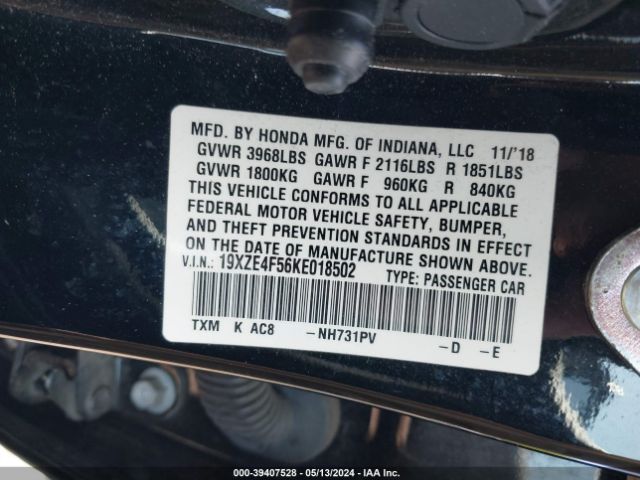 MFD. BY HONDA MFG. OF INDIANA, LLC 11/'18
GVWR 3968LBS GAWR F 2116LBS R 1851LBS
GVWR 1800KG GAWR F 960KG R 840KG
THIS VEHICLE CONFORMS TO ALL APPLICABLE
FEDERAL MOTOR VEHICLE SAFETY, BUMPER,
AND THEFT PREVENTION STANDARDS IN EFFECT
ON THE DATE OF MANUFACTURE SHOWN ABOVE.
V.I.N.: 19XZE4F56KE018502 TYPE: PASSENGER CAR
TXM K AC8 -NH731PV -D -E
000-39407528 - 05/13/2024 - IAA Inc.